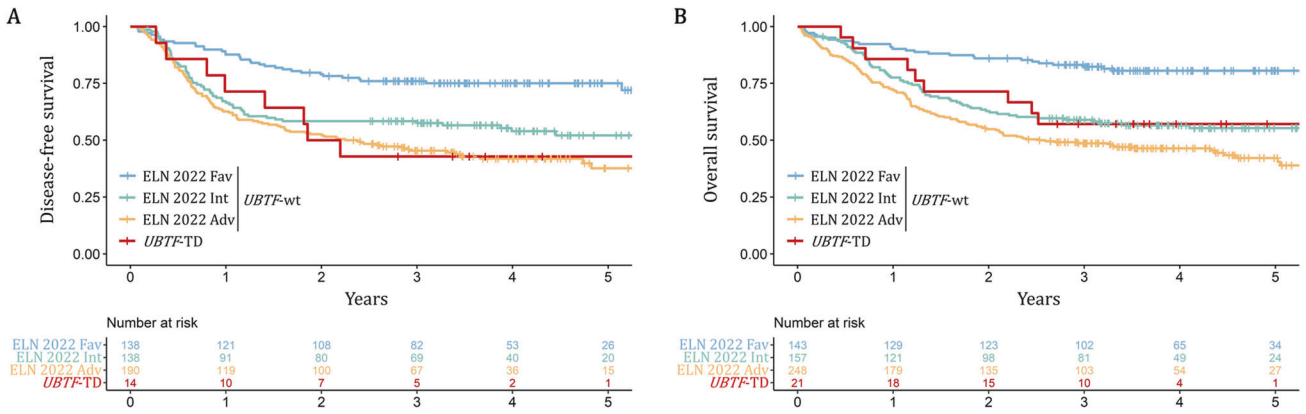 A
Disease-free survival
1.00
0.75
0.50
0.25
0.00
ELN 2022 Fav
ELN 2022 Int
ELN 2022 Adv
UBTF-wt
UBTF-TD
0 1 2 3 4 5
Years
Number at risk
ELN 2022 Fav 138 121 108 82 53 26
ELN 2022 Int 138 91 80 69 40 20
ELN 2022 Adv 190 119 100 67 36 15
UBTF-TD 14 10 7 5 2 1
0 1 2 3 4 5
B
Overall survival
1.00
0.75
0.50
0.25
0.00
ELN 2022 Fav
ELN 2022 Int
ELN 2022 Adv
UBTF-wt
UBTF-TD
0 1 2 3 4 5
Years
Number at risk
ELN 2022 Fav 143 129 123 102 65 34
ELN 2022 Int 157 121 98 81 49 24
ELN 2022 Adv 248 179 135 103 54 27
UBTF-TD 21 18 15 10 4 1
0 1 2 3 4 5